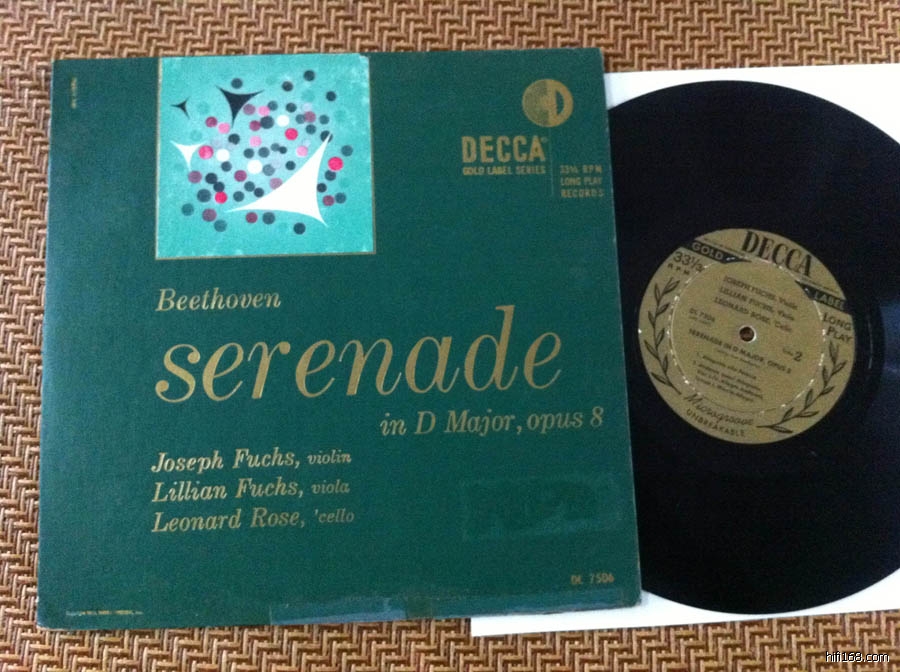 DECCA
GOLD LABEL SERIES
33⅓ RPM
LONG PLAY
RECORDS
Beethoven
serenade
in D Major, opus 8
Joseph Fuchs, violin
Lillian Fuchs, viola
Leonard Rose, 'cello
DL 7506
DECCA
GOLD LABEL
33⅓
RPM
LONG
PLAY
JOSEPH FUCHS, Violin
LILLIAN FUCHS, Viola
LEONARD ROSE, 'Cello
DL 7506
Side 2
SERENADE IN D MAJOR, OPUS 8
Microgroove
UNBREAKABLE
hifi168.com